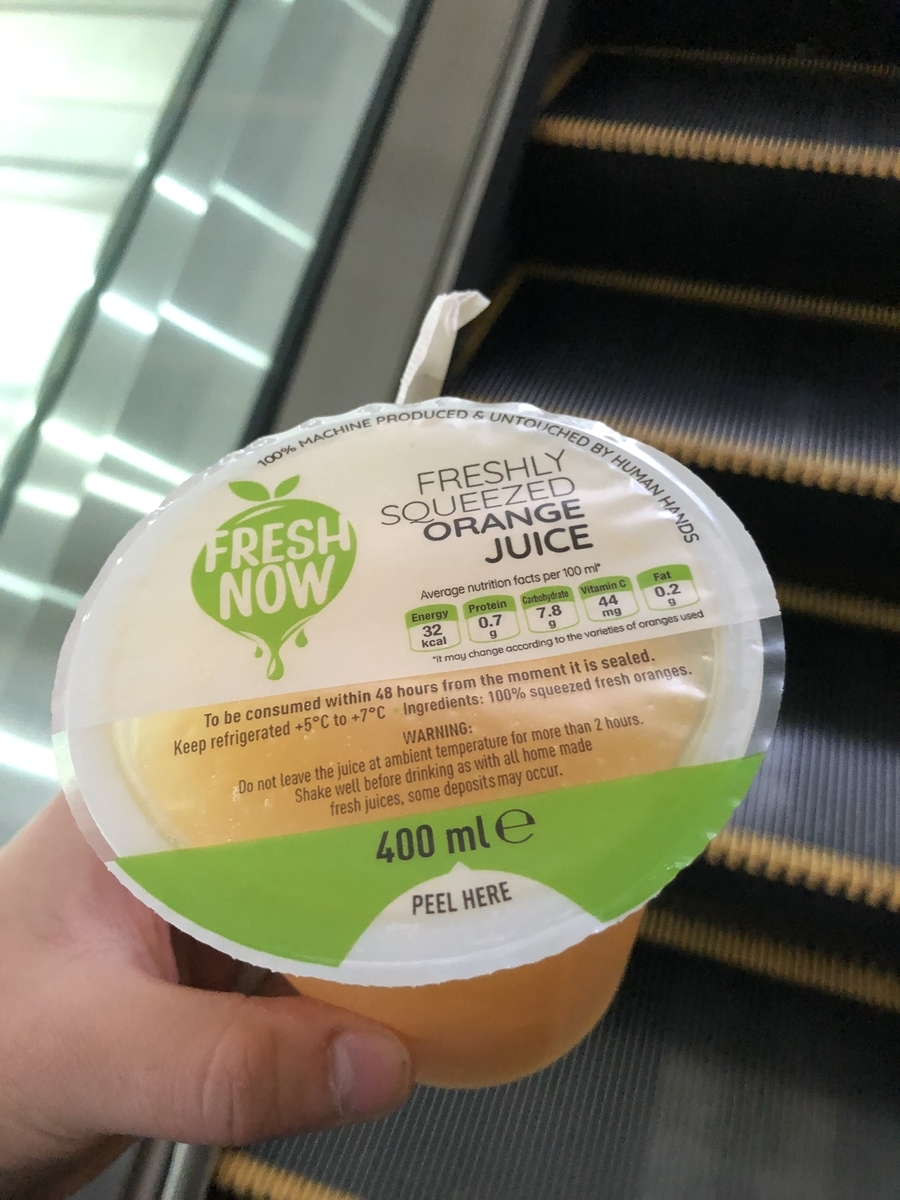 100% MACHINE PRODUCED & UNTOUCHED BY HUMAN HANDS
FRESH
NOW
FRESHLY
SQUEEZED
ORANGE
JUICE
Average nutrition facts per 100 ml*
Energy
32
kcal
Protein
0.7
g
Carbohydrate
7.8
g
Vitamin C
44
mg
Fat
0.2
g
*it may change according to the varieties of oranges used
To be consumed within 48 hours from the moment it is sealed.
Keep refrigerated +5°C to +7°C Ingredients: 100% squeezed fresh oranges.
WARNING:
Do not leave the juice at ambient temperature for more than 2 hours.
Shake well before drinking as with all home made
fresh juices, some deposits may occur.
400 ml ℮
PEEL HERE